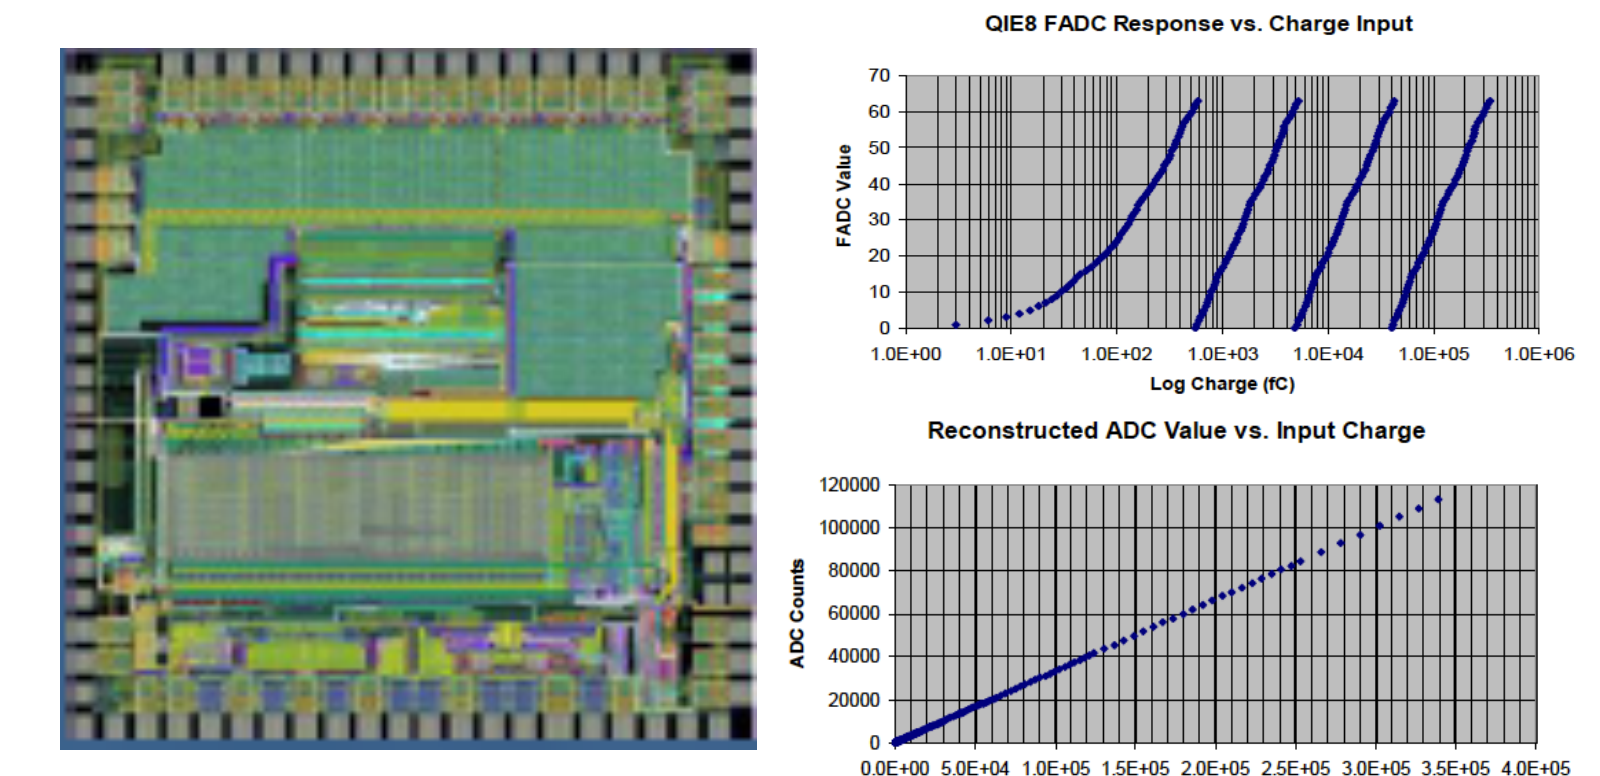 QIE8 FADC Response vs. Charge Input
70
60
50
40
30
20
10
0
FADC Value
1.0E+00 1.0E+01 1.0E+02 1.0E+03 1.0E+04 1.0E+05 1.0E+06
Log Charge (fC)
Reconstructed ADC Value vs. Input Charge
120000
100000
80000
60000
40000
20000
0
ADC Counts
0.0E+00 5.0E+04 1.0E+05 1.5E+05 2.0E+05 2.5E+05 3.0E+05 3.5E+05 4.0E+05